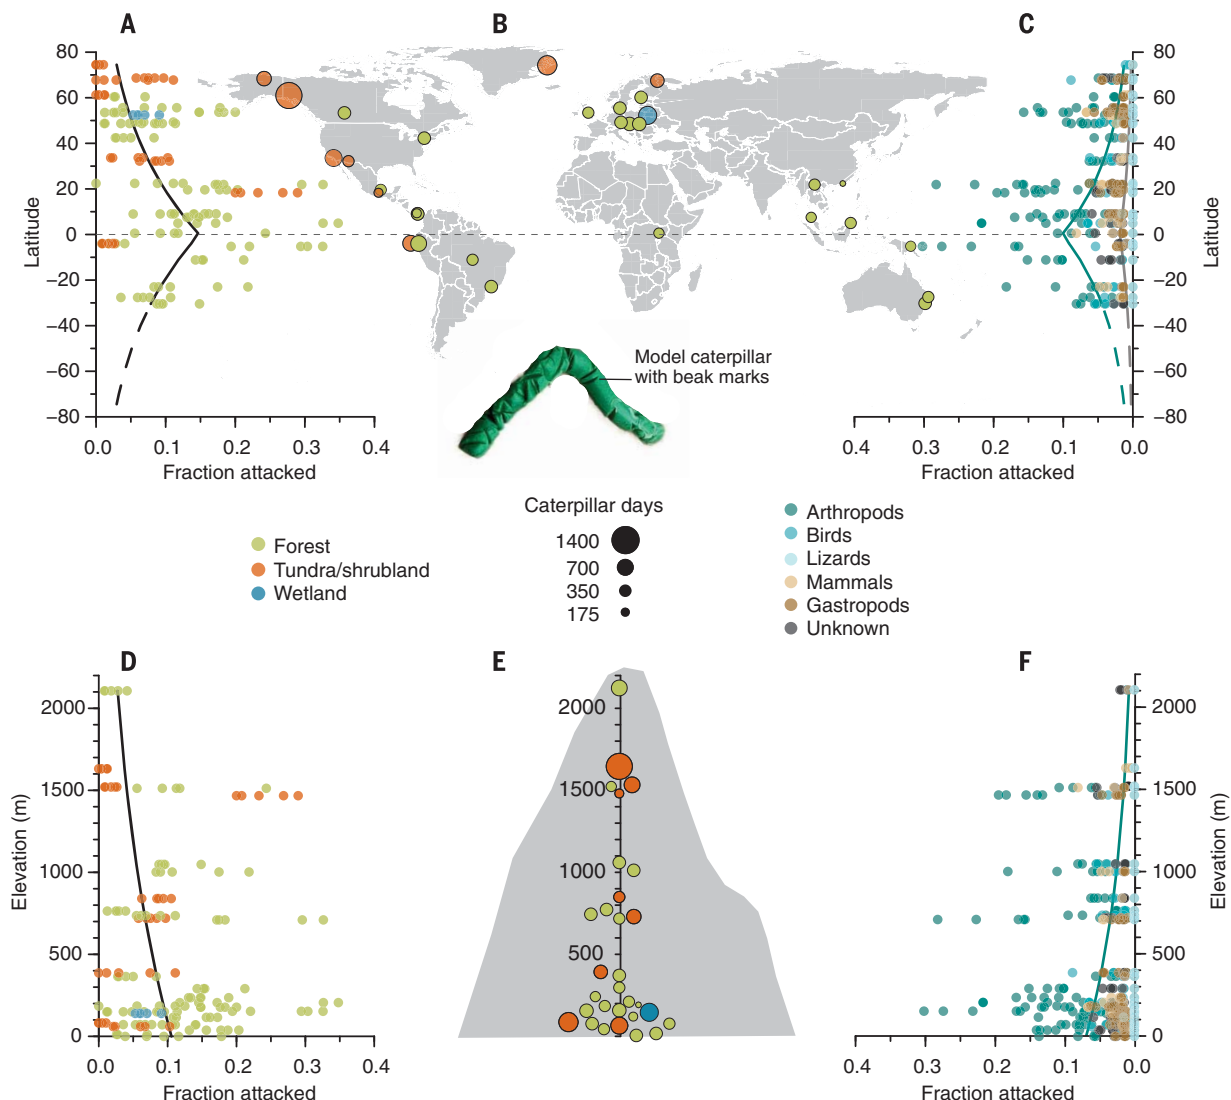 A
B
C
80
60
40
20
0
−20
−40
−60
−80
Latitude
0.0
0.1
0.2
0.3
0.4
Fraction attacked
Model caterpillar
with beak marks
80
60
40
20
0
−20
−40
−60
−80
Latitude
0.4
0.3
0.2
0.1
0.0
Fraction attacked
Forest
Tundra/shrubland
Wetland
Caterpillar days
1400
700
350
175
Arthropods
Birds
Lizards
Mammals
Gastropods
Unknown
D
E
F
2000
1500
1000
500
0
Elevation (m)
0.0
0.1
0.2
0.3
0.4
Fraction attacked
2000
1500
1000
500
2000
1500
1000
500
0
Elevation (m)
0.4
0.3
0.2
0.1
0.0
Fraction attacked